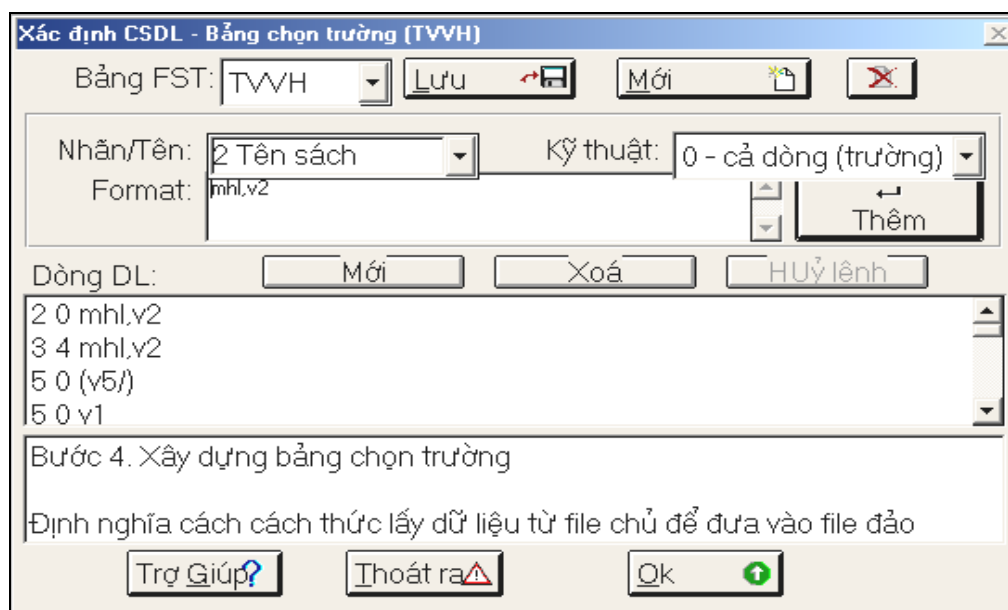 Xác định CSDL - Bảng chọn trường (TVVH)
Bảng FST: TVVH Lưu Mới
Nhãn/Tên: 2 Tên sách Kỹ thuật: 0 - cả dòng (trường)
Format: mhl,v2 Thêm
Dòng DL: Mới Xoá HUỷ lệnh
2 0 mhl,v2
3 4 mhl,v2
5 0 (v5/)
5 0 v1
Bước 4. Xây dựng bảng chọn trường
Định nghĩa cách cách thức lấy dữ liệu từ file chủ để đưa vào file đảo
Trợ Giúp Thoát ra Ok